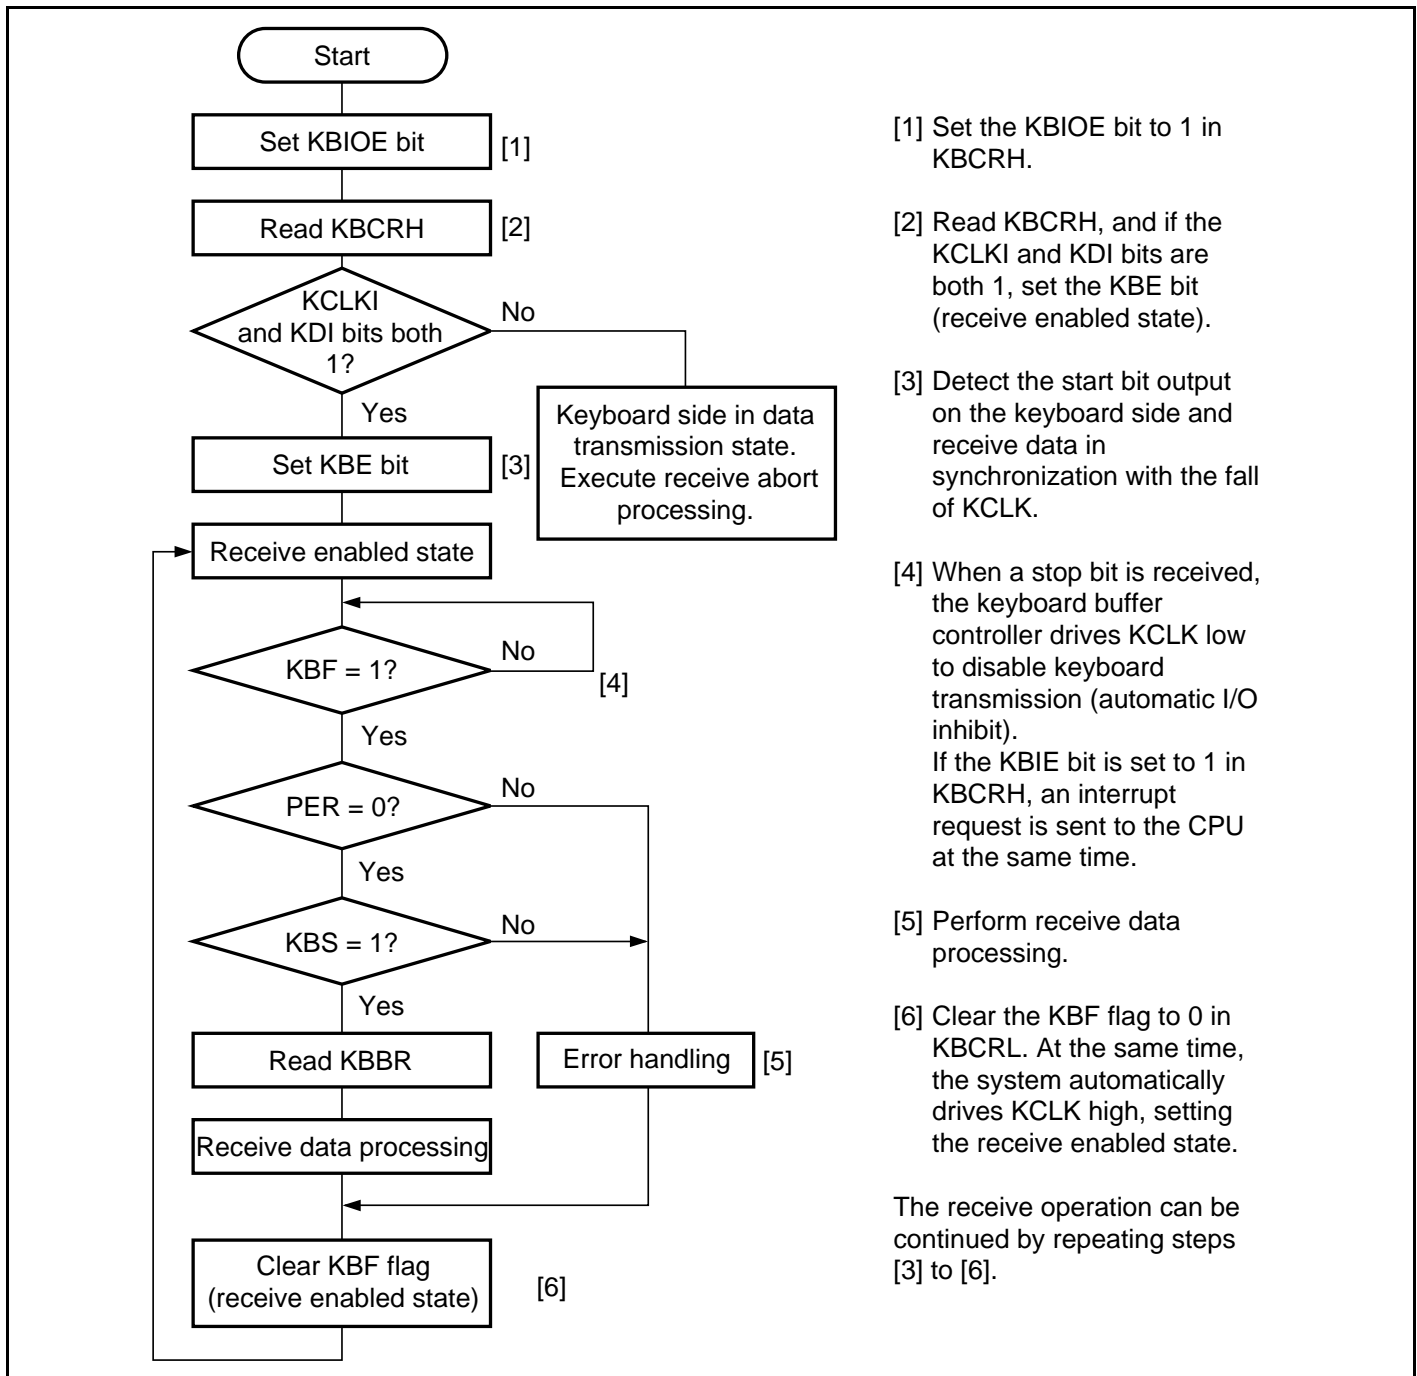 Start
Set KBIOE bit
[1]
Read KBCRH
[2]
KCLKI
and KDI bits both
1?
No
Yes
Keyboard side in data
transmission state.
Execute receive abort
processing.
Set KBE bit
[3]
Receive enabled state
KBF = 1?
No
[4]
Yes
PER = 0?
No
Yes
KBS = 1?
No
Yes
Read KBBR
Error handling
[5]
Receive data processing
Clear KBF flag
(receive enabled state)
[6]
[1] Set the KBIOE bit to 1 in
KBCRH.
[2] Read KBCRH, and if the
KCLKI and KDI bits are
both 1, set the KBE bit
(receive enabled state).
[3] Detect the start bit output
on the keyboard side and
receive data in
synchronization with the fall
of KCLK.
[4] When a stop bit is received,
the keyboard buffer
controller drives KCLK low
to disable keyboard
transmission (automatic I/O
inhibit).
If the KBIE bit is set to 1 in
KBCRH, an interrupt
request is sent to the CPU
at the same time.
[5] Perform receive data
processing.
[6] Clear the KBF flag to 0 in
KBCRL. At the same time,
the system automatically
drives KCLK high, setting
the receive enabled state.
The receive operation can be
continued by repeating steps
[3] to [6].